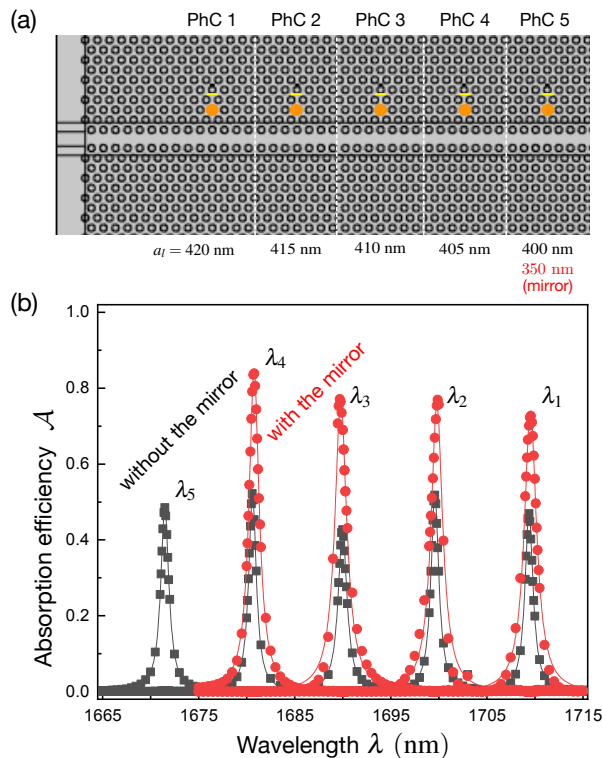 (a)
PhC 1 PhC 2 PhC 3 PhC 4 PhC 5
a_l = 420 nm 415 nm 410 nm 405 nm 400 nm
350 nm
(mirror)
(b)
1.0
0.8
0.6
0.4
0.2
0.0
Absorption efficiency 𝒜
without the mirror
with the mirror
λ5
λ4
λ3
λ2
λ1
1665 1675 1685 1695 1705 1715
Wavelength λ (nm)